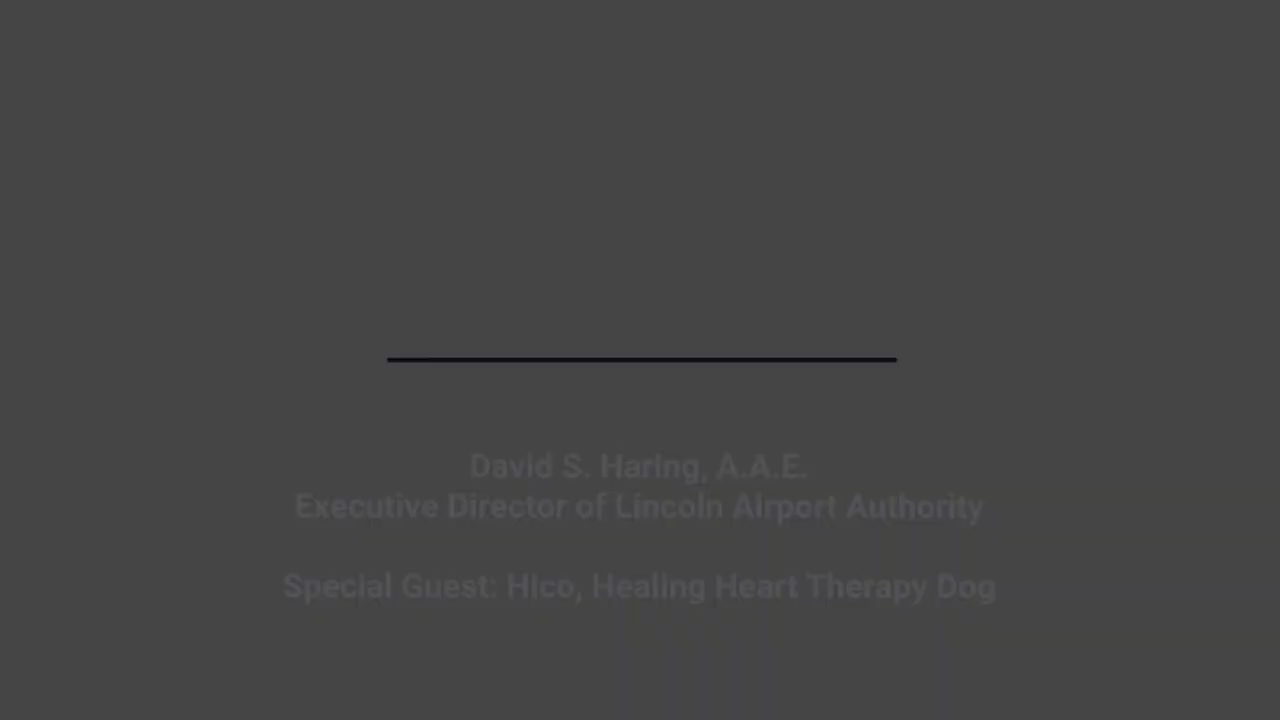 David S. Haring, A.A.E.
Executive Director of Lincoln Airport Authority
Special Guest: Hico, Healing Heart Therapy Dog